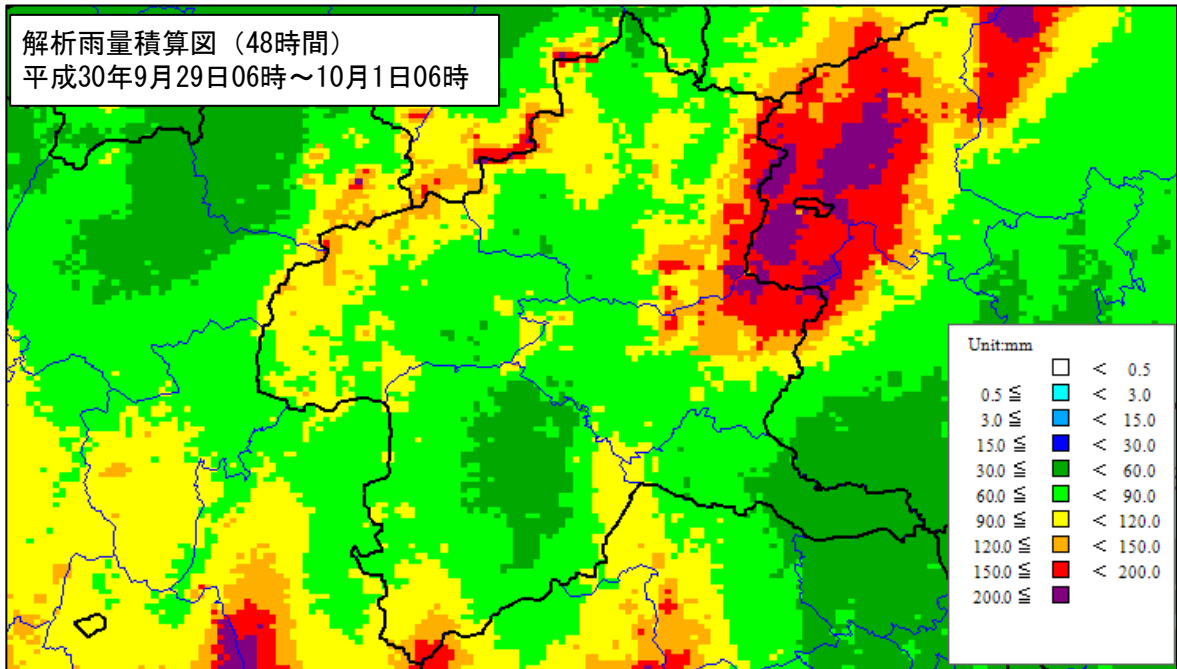 解析雨量積算図（48時間）
平成30年9月29日06時～10月1日06時
Unit:mm
< 0.5
0.5 ≦ < 3.0
3.0 ≦ < 15.0
15.0 ≦ < 30.0
30.0 ≦ < 60.0
60.0 ≦ < 90.0
90.0 ≦ < 120.0
120.0 ≦ < 150.0
150.0 ≦ < 200.0
200.0 ≦